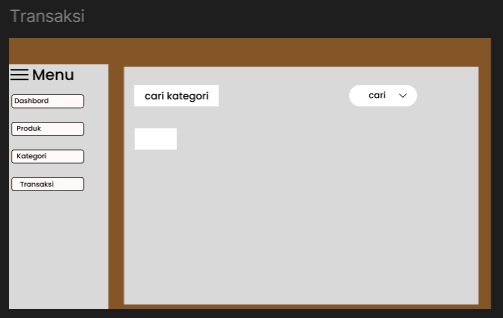 Transaksi
Menu
Dashbord
Produk
Kategori
Transaksi
cari kategori
cari